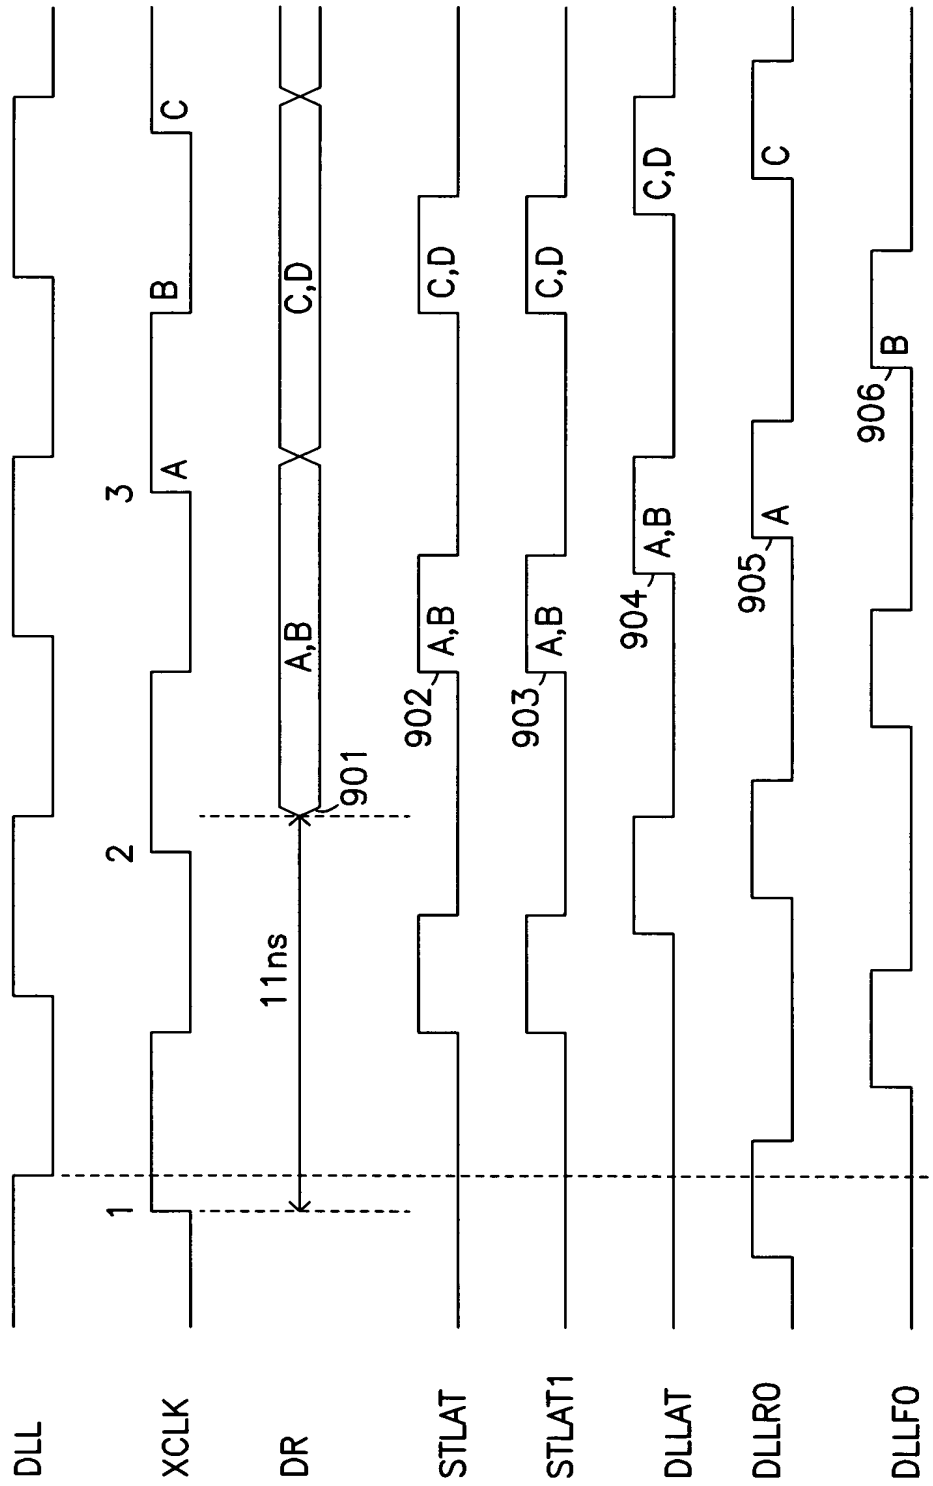 DLL
XCLK 1 2 3 A B C
DR 11ns 901 A,B C,D
STLAT 902 A,B C,D
STLAT1 903 A,B C,D
DLLAT 904 A,B C,D
DLLR0 905 A C
DLLF0 906 B